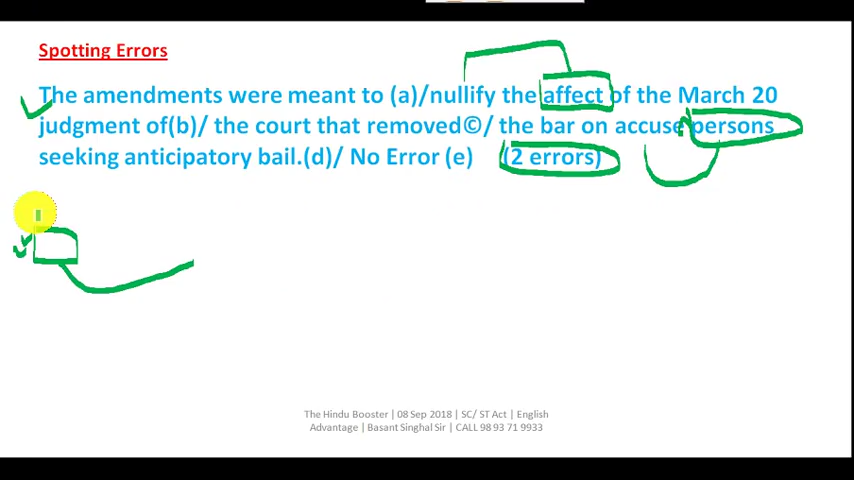 Spotting Errors
The amendments were meant to (a)/nullify the affect of the March 20
judgment of(b)/ the court that removed©/ the bar on accuse persons
seeking anticipatory bail.(d)/ No Error (e) (2 errors)
The Hindu Booster | 08 Sep 2018 | SC/ ST Act | English
Advantage | Basant Singhal Sir | CALL 98 93 71 9933